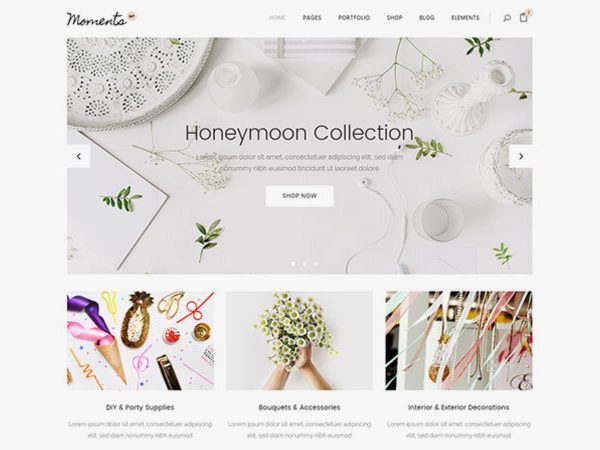 Moments
HOME PAGES PORTFOLIO SHOP BLOG ELEMENTS
Honeymoon Collection
Lorem ipsum dolor sit amet, consectetuer adipiscing elit, sed diam
nonummy nibh euismod tincidunt ut laoreet dolore
SHOP NOW
DIY & Party Supplies
Lorem ipsum dolor sit amet, consectetuer adipiscing
elit, sed diam nonummy nibh euismod
Bouquets & Accessories
Lorem ipsum dolor sit amet, consectetuer adipiscing
elit, sed diam nonummy nibh euismod
Interior & Exterior Decorations
Lorem ipsum dolor sit amet, consectetuer adipiscing
elit, sed diam nonummy nibh euismod